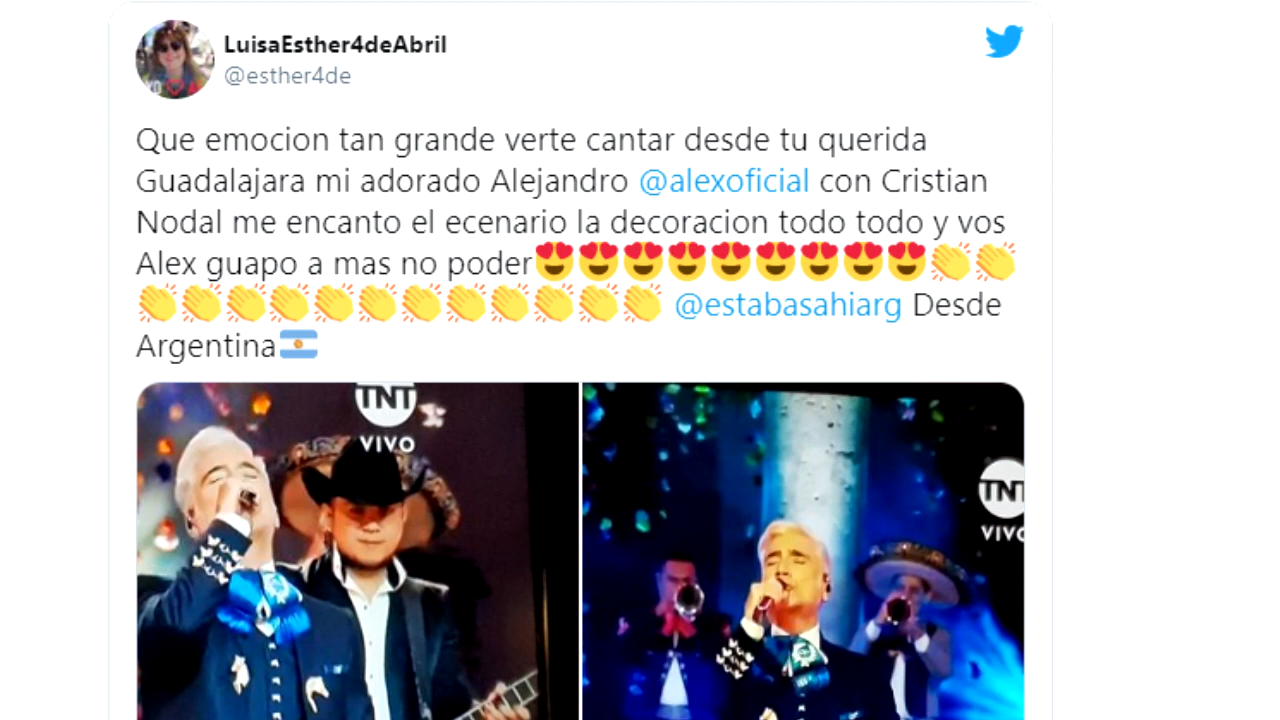 LuisaEsther4deAbril
@esther4de
Que emocion tan grande verte cantar desde tu querida
Guadalajara mi adorado Alejandro @alexoficial con Cristian
Nodal me encanto el ecenario la decoracion todo todo y vos
Alex guapo a mas no poder😍😍😍😍😍😍😍😍😍👏👏
👏👏👏👏👏👏👏👏👏👏👏👏 @estabasahiarg Desde
Argentina🇦🇷
TNT
VIVO
TNT
VIVO